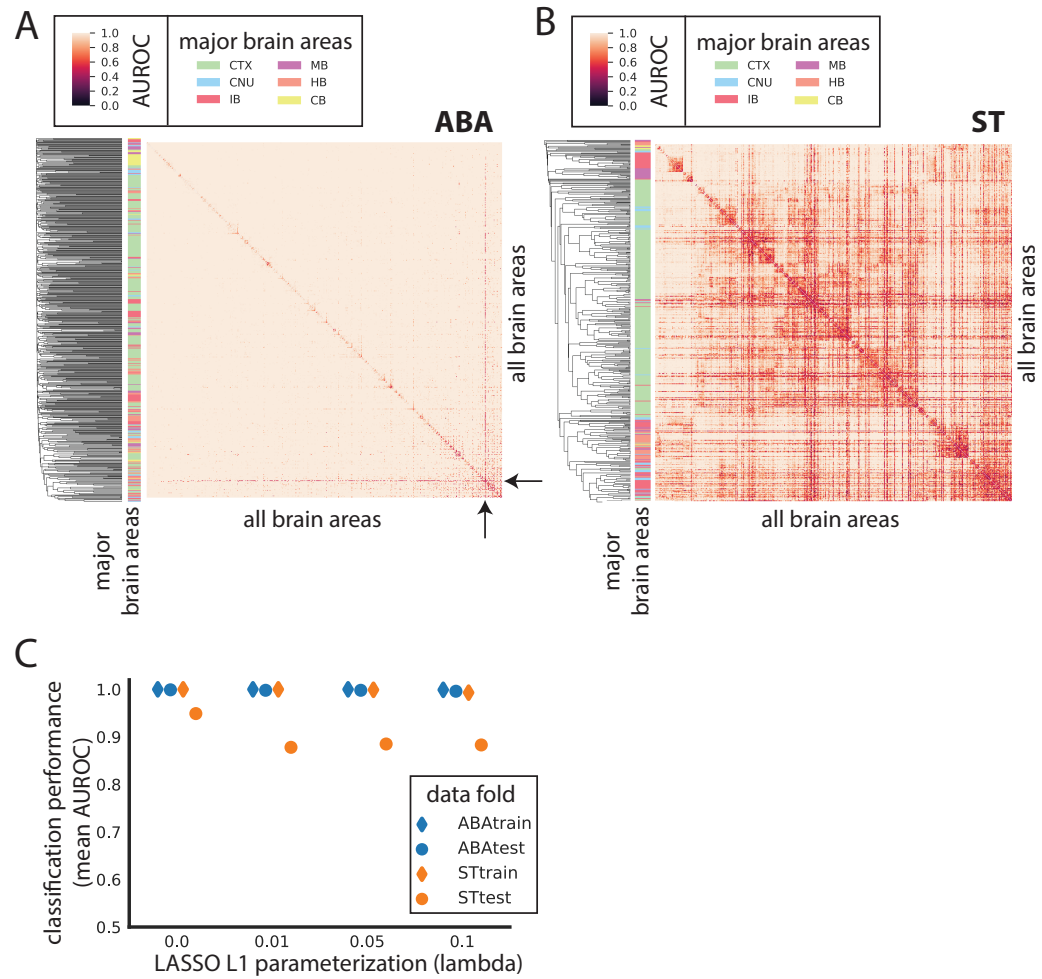 A
1.0
0.8
0.6
0.4
0.2
0.0
AUROC
major brain areas
CTX
CNU
IB
MB
HB
CB
ABA
all brain areas
all brain areas
major
brain areas
B
1.0
0.8
0.6
0.4
0.2
0.0
AUROC
major brain areas
CTX
CNU
IB
MB
HB
CB
ST
all brain areas
all brain areas
major
brain areas
C
classification performance
(mean AUROC)
1.0
0.9
0.8
0.7
0.6
0.5
data fold
ABAtrain
ABAtest
STtrain
STtest
0.0 0.01 0.05 0.1
LASSO L1 parameterization (lambda)